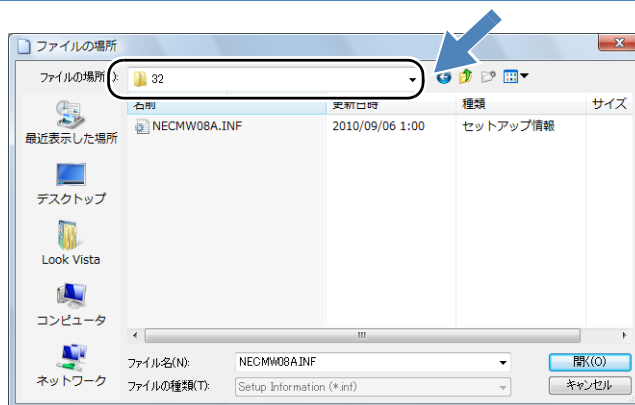 ファイルの場所
ファイルの場所(I):
32
名前 更新日時 種類 サイズ
NECMW08A.INF 2010/09/06 1:00 セットアップ情報
最近表示した場所
デスクトップ
Look Vista
コンピュータ
ネットワーク
ファイル名(N): NECMW08A.INF 開く(O)
ファイルの種類(T): Setup Information (*.inf) キャンセル